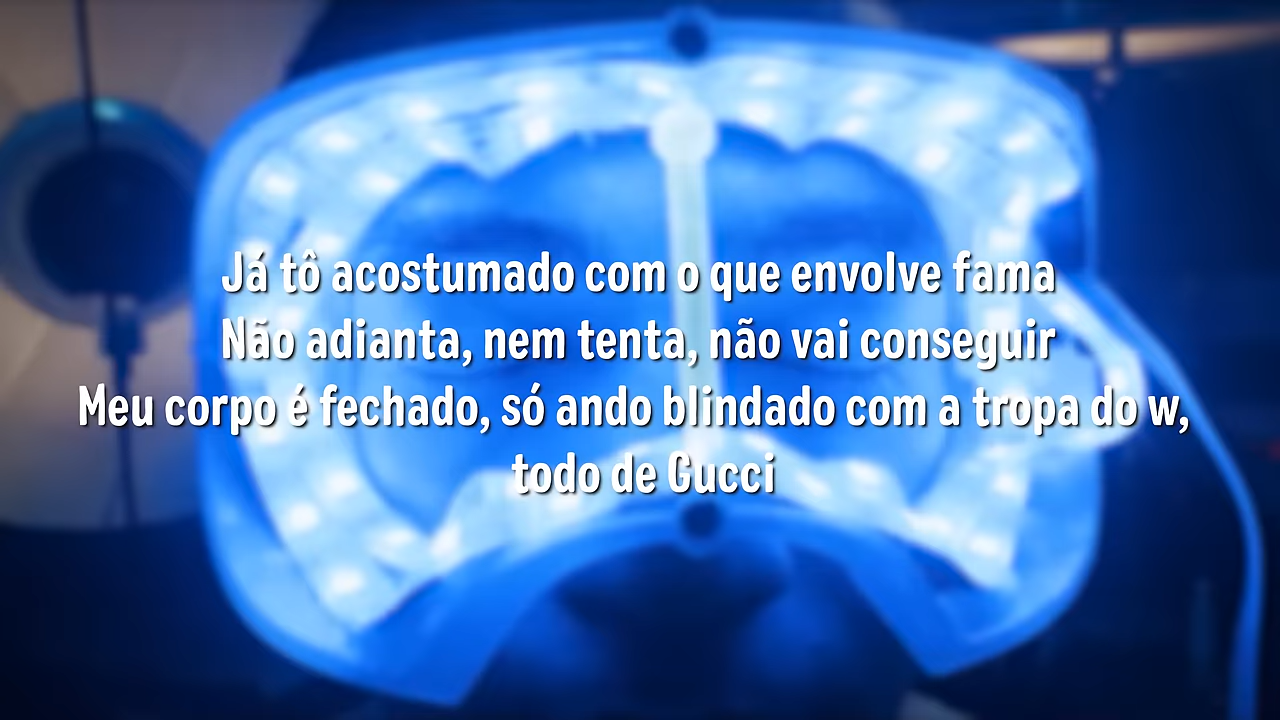 Já tô acostumado com o que envolve fama
Não adianta, nem tenta, não vai conseguir
Meu corpo é fechado, só ando blindado com a tropa do w,
todo de Gucci